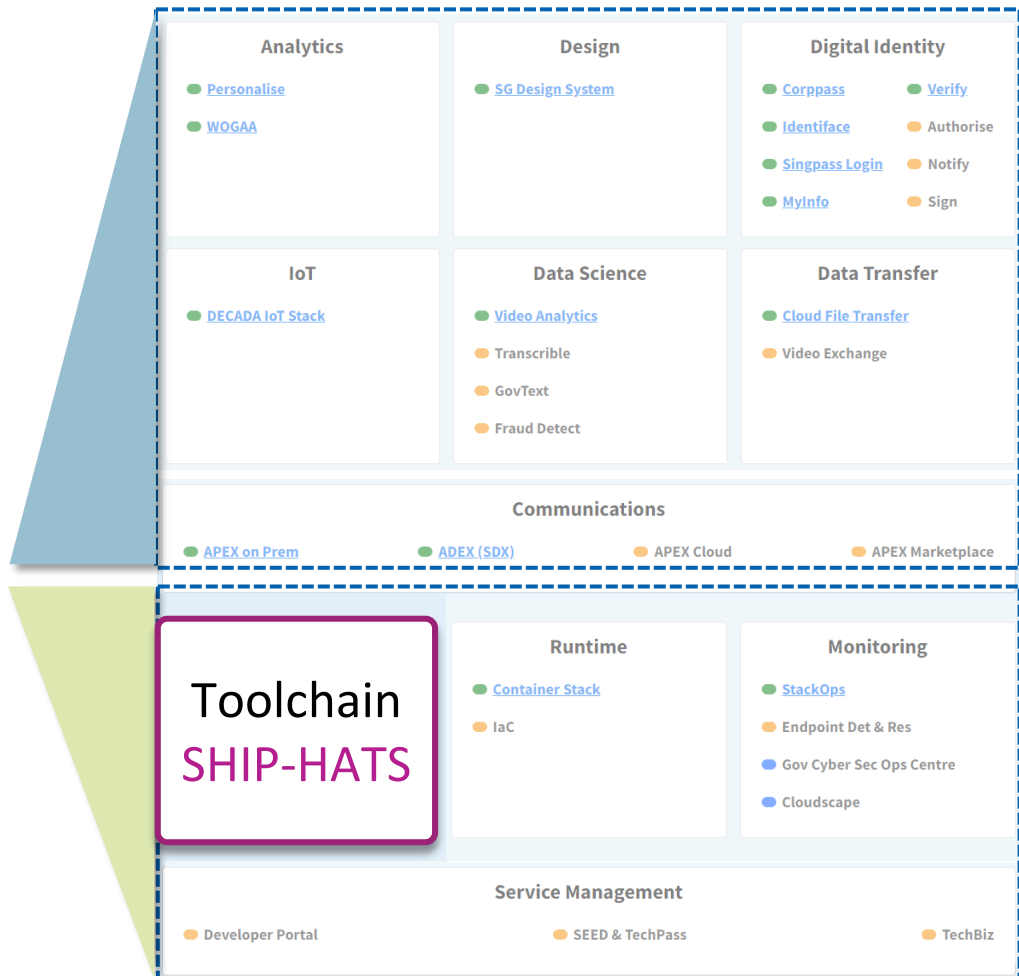 Analytics
Personalise
WOGAA
Design
SG Design System
Digital Identity
Corppass
Verify
Identiface
Authorise
Singpass Login
Notify
MyInfo
Sign
IoT
DECADA IoT Stack
Data Science
Video Analytics
Transcrible
GovText
Fraud Detect
Data Transfer
Cloud File Transfer
Video Exchange
Communications
APEX on Prem
ADEX (SDX)
APEX Cloud
APEX Marketplace
Toolchain
SHIP-HATS
Runtime
Container Stack
IaC
Monitoring
StackOps
Endpoint Det & Res
Gov Cyber Sec Ops Centre
Cloudscape
Service Management
Developer Portal
SEED & TechPass
TechBiz